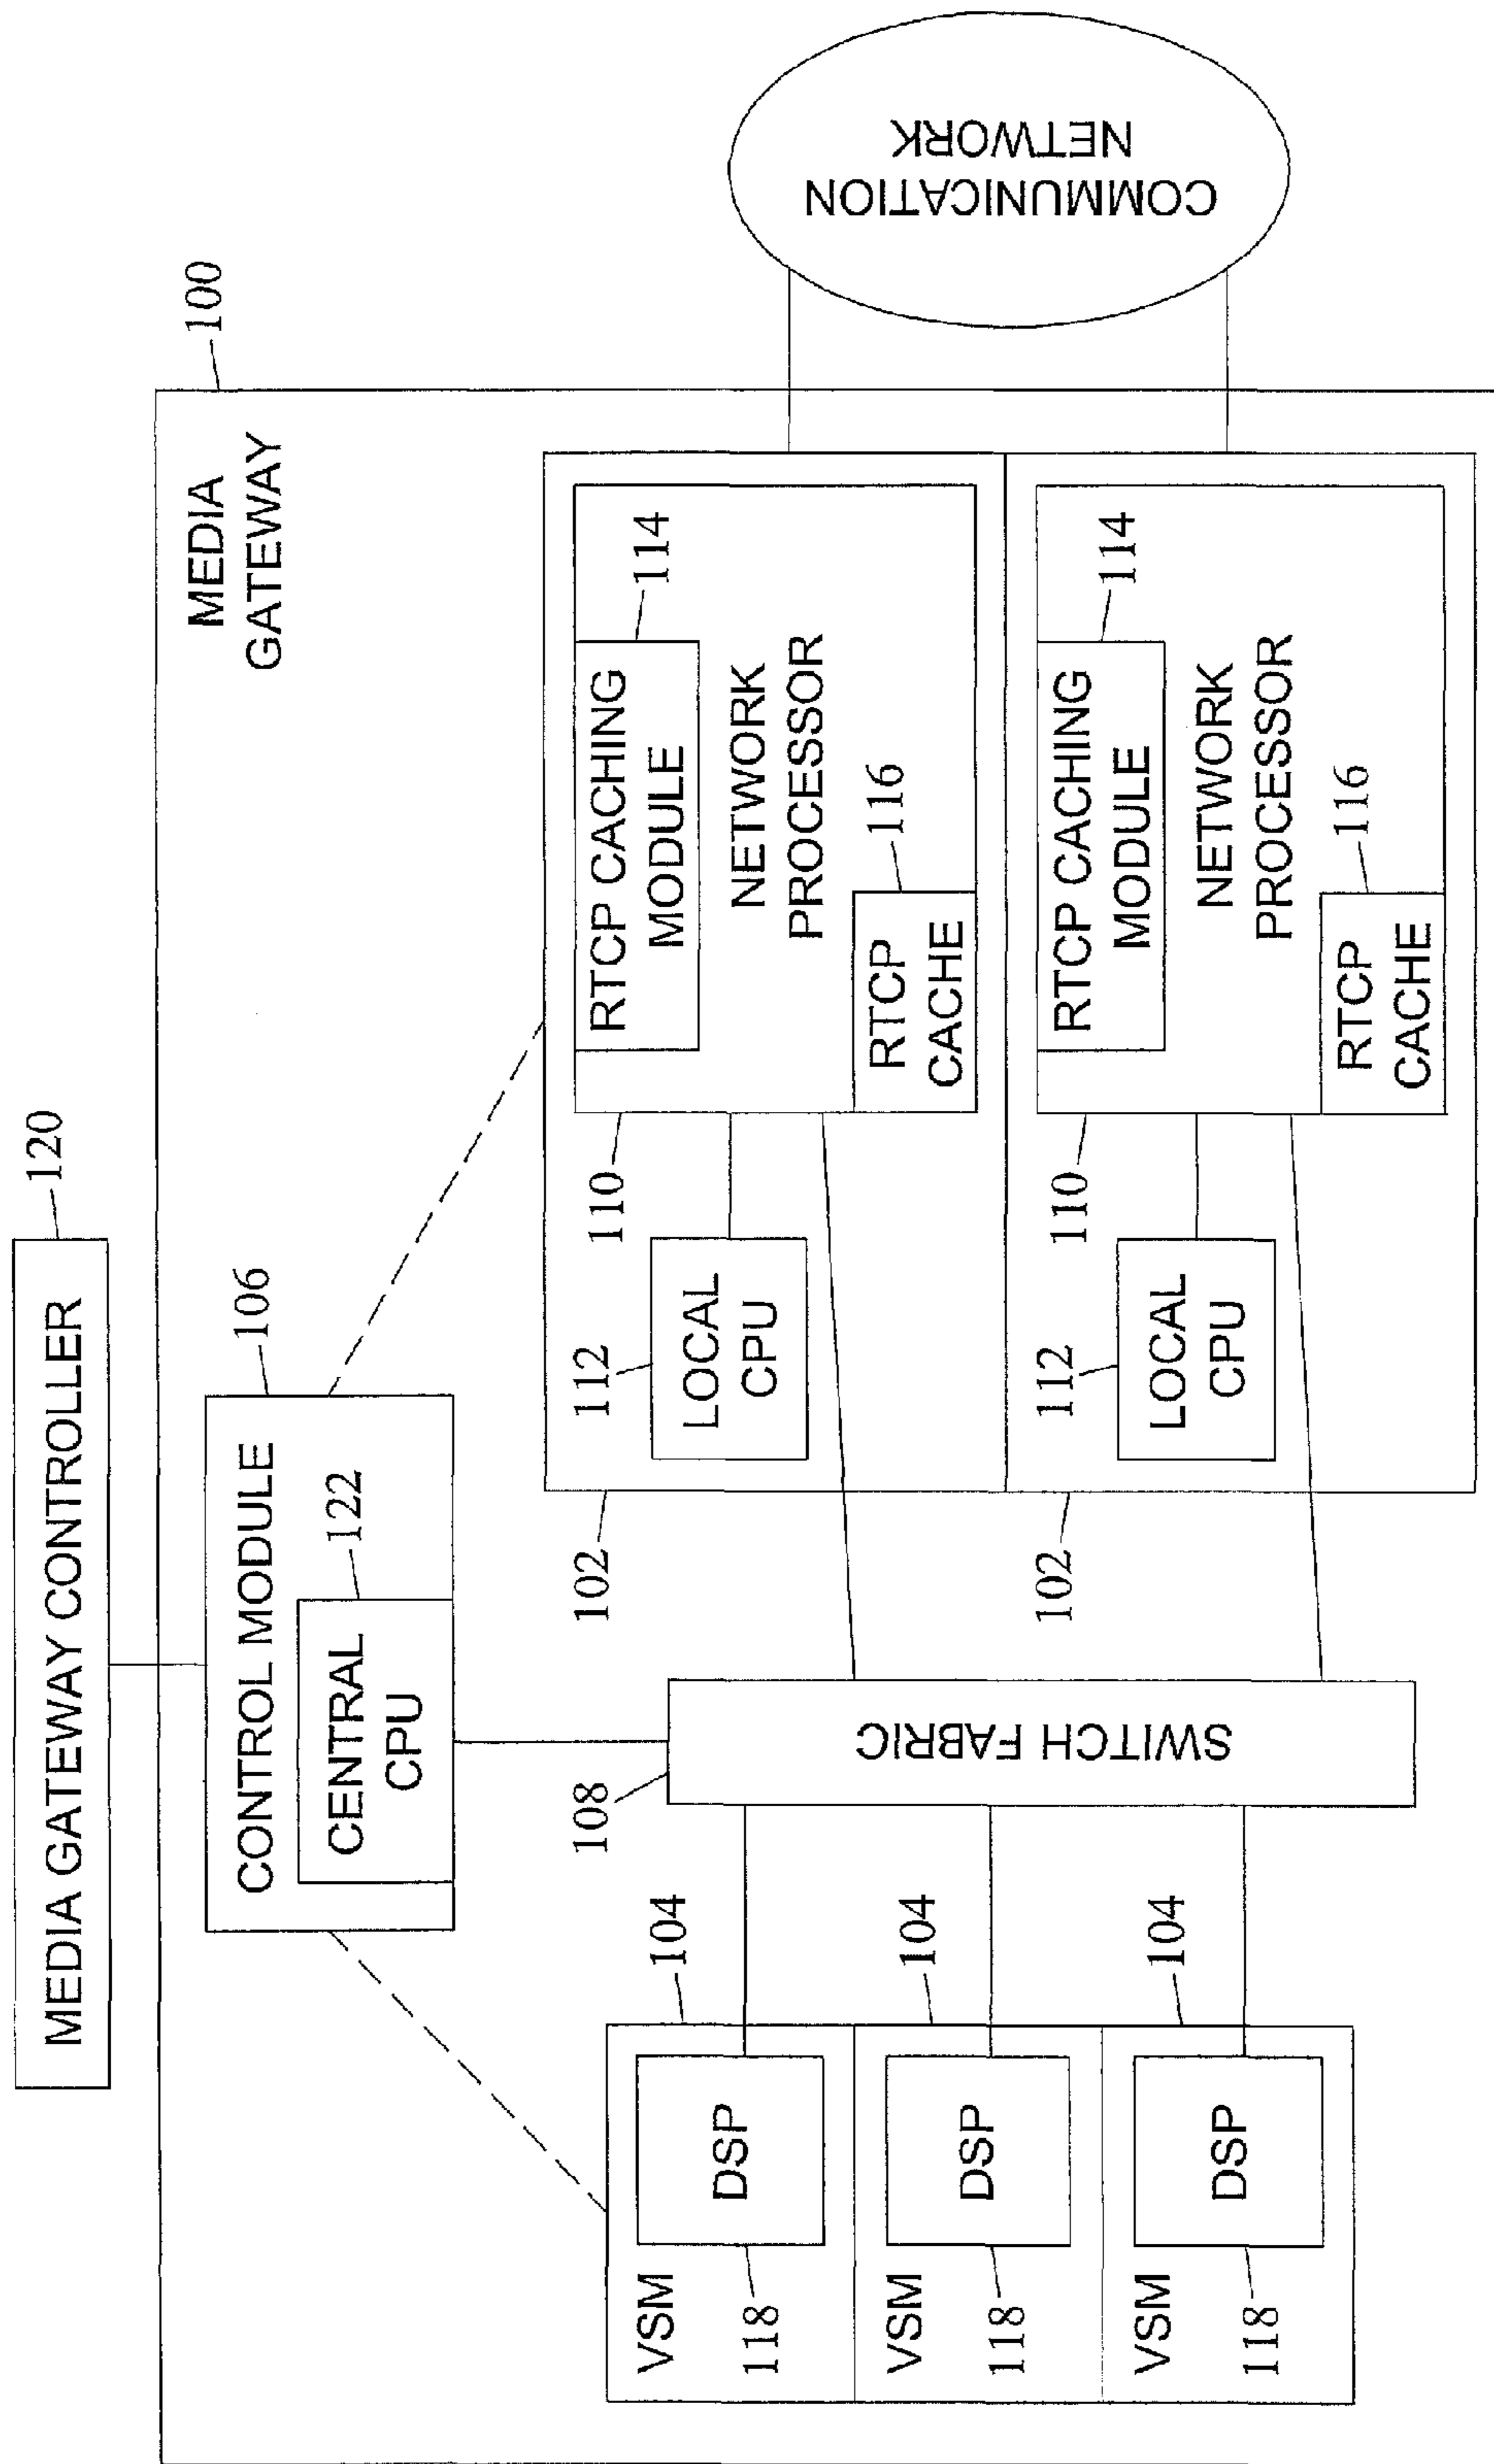 MEDIA GATEWAY CONTROLLER
120
100
MEDIA
GATEWAY
CONTROL MODULE
106
CENTRAL
CPU
122
VSM
DSP
104
118
VSM
DSP
104
118
VSM
DSP
104
118
108
SWITCH FABRIC
102
112
LOCAL
CPU
110
RTCP CACHING
MODULE
114
NETWORK
PROCESSOR
RTCP
CACHE
116
102
112
LOCAL
CPU
110
RTCP CACHING
MODULE
114
NETWORK
PROCESSOR
RTCP
CACHE
116
COMMUNICATION
NETWORK